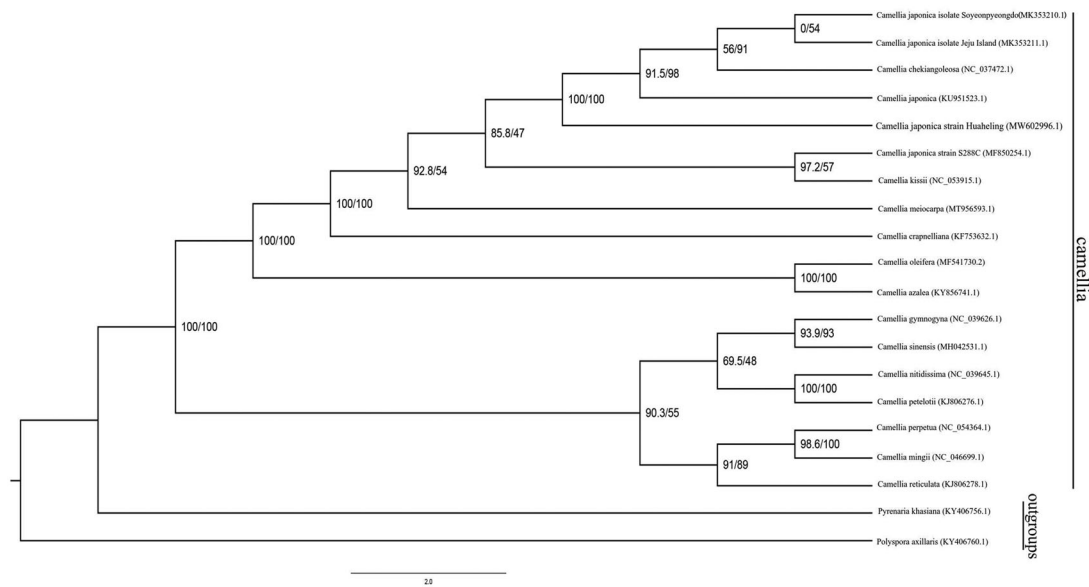 Camellia japonica isolate Soyeonpyeongdo(MK353210.1)
0/54
Camellia japonica isolate Jeju Island (MK353211.1)
56/91
Camellia chekiangoleosa (NC_037472.1)
91.5/98
Camellia japonica (KU951523.1)
100/100
Camellia japonica strain Huaheling (MW602996.1)
85.8/47
Camellia japonica strain S288C (MF850254.1)
97.2/57
92.8/54
Camellia kissii (NC_053915.1)
100/100
Camellia meiocarpa (MT956593.1)
Camellia crapnelliana (KF753632.1)
100/100
Camellia oleifera (MF541730.2)
100/100
Camellia azalea (KY856741.1)
camellia
Camellia gymnogyna (NC_039626.1)
100/100
93.9/93
Camellia sinensis (MH042531.1)
69.5/48
Camellia nitidissima (NC_039645.1)
100/100
Camellia petelotii (KJ806276.1)
90.3/55
Camellia perpetua (NC_054364.1)
98.6/100
Camellia mingii (NC_046699.1)
91/89
Camellia reticulata (KJ806278.1)
Pyrenaria khasiana (KY406756.1)
outgroups
Polyspora axillaris (KY406760.1)
2.0